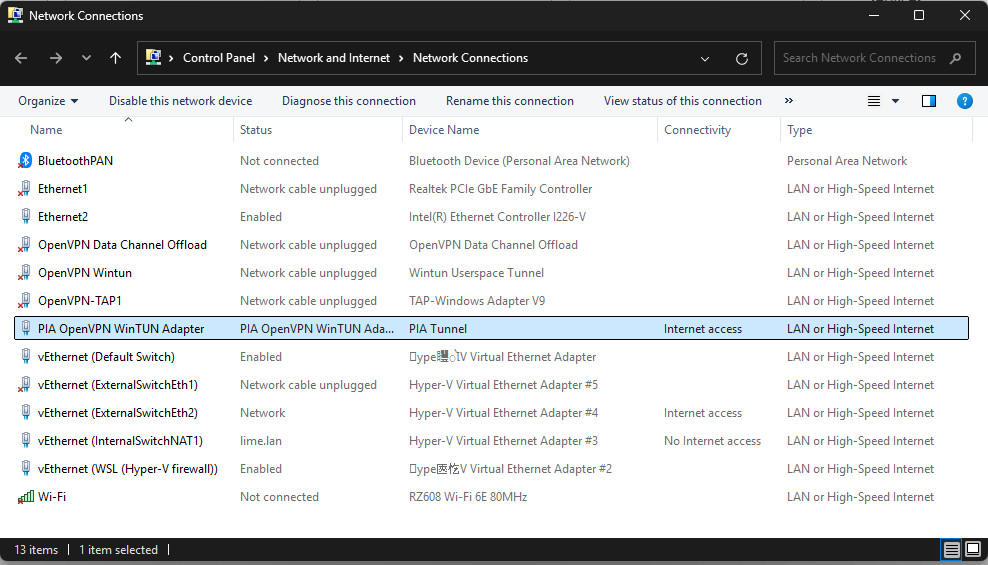 Network Connections
Control Panel > Network and Internet > Network Connections
Search Network Connections
Organize Disable this network device Diagnose this connection Rename this connection View status of this connection »
Name Status Device Name Connectivity Type
BluetoothPAN Not connected Bluetooth Device (Personal Area Network) Personal Area Network
Ethernet1 Network cable unplugged Realtek PCIe GbE Family Controller LAN or High-Speed Internet
Ethernet2 Enabled Intel(R) Ethernet Controller I226-V LAN or High-Speed Internet
OpenVPN Data Channel Offload Network cable unplugged OpenVPN Data Channel Offload LAN or High-Speed Internet
OpenVPN Wintun Network cable unplugged Wintun Userspace Tunnel LAN or High-Speed Internet
OpenVPN-TAP1 Network cable unplugged TAP-Windows Adapter V9 LAN or High-Speed Internet
PIA OpenVPN WinTUN Adapter PIA OpenVPN WinTUN Ada... PIA Tunnel Internet access LAN or High-Speed Internet
vEthernet (Default Switch) Enabled Virtual Ethernet Adapter LAN or High-Speed Internet
vEthernet (ExternalSwitchEth1) Network cable unplugged Hyper-V Virtual Ethernet Adapter #5 LAN or High-Speed Internet
vEthernet (ExternalSwitchEth2) Network Hyper-V Virtual Ethernet Adapter #4 Internet access LAN or High-Speed Internet
vEthernet (InternalSwitchNAT1) lime.lan Hyper-V Virtual Ethernet Adapter #3 No Internet access LAN or High-Speed Internet
vEthernet (WSL (Hyper-V firewall)) Enabled Virtual Ethernet Adapter #2 LAN or High-Speed Internet
Wi-Fi Not connected RZ608 Wi-Fi 6E 80MHz LAN or High-Speed Internet
13 items 1 item selected